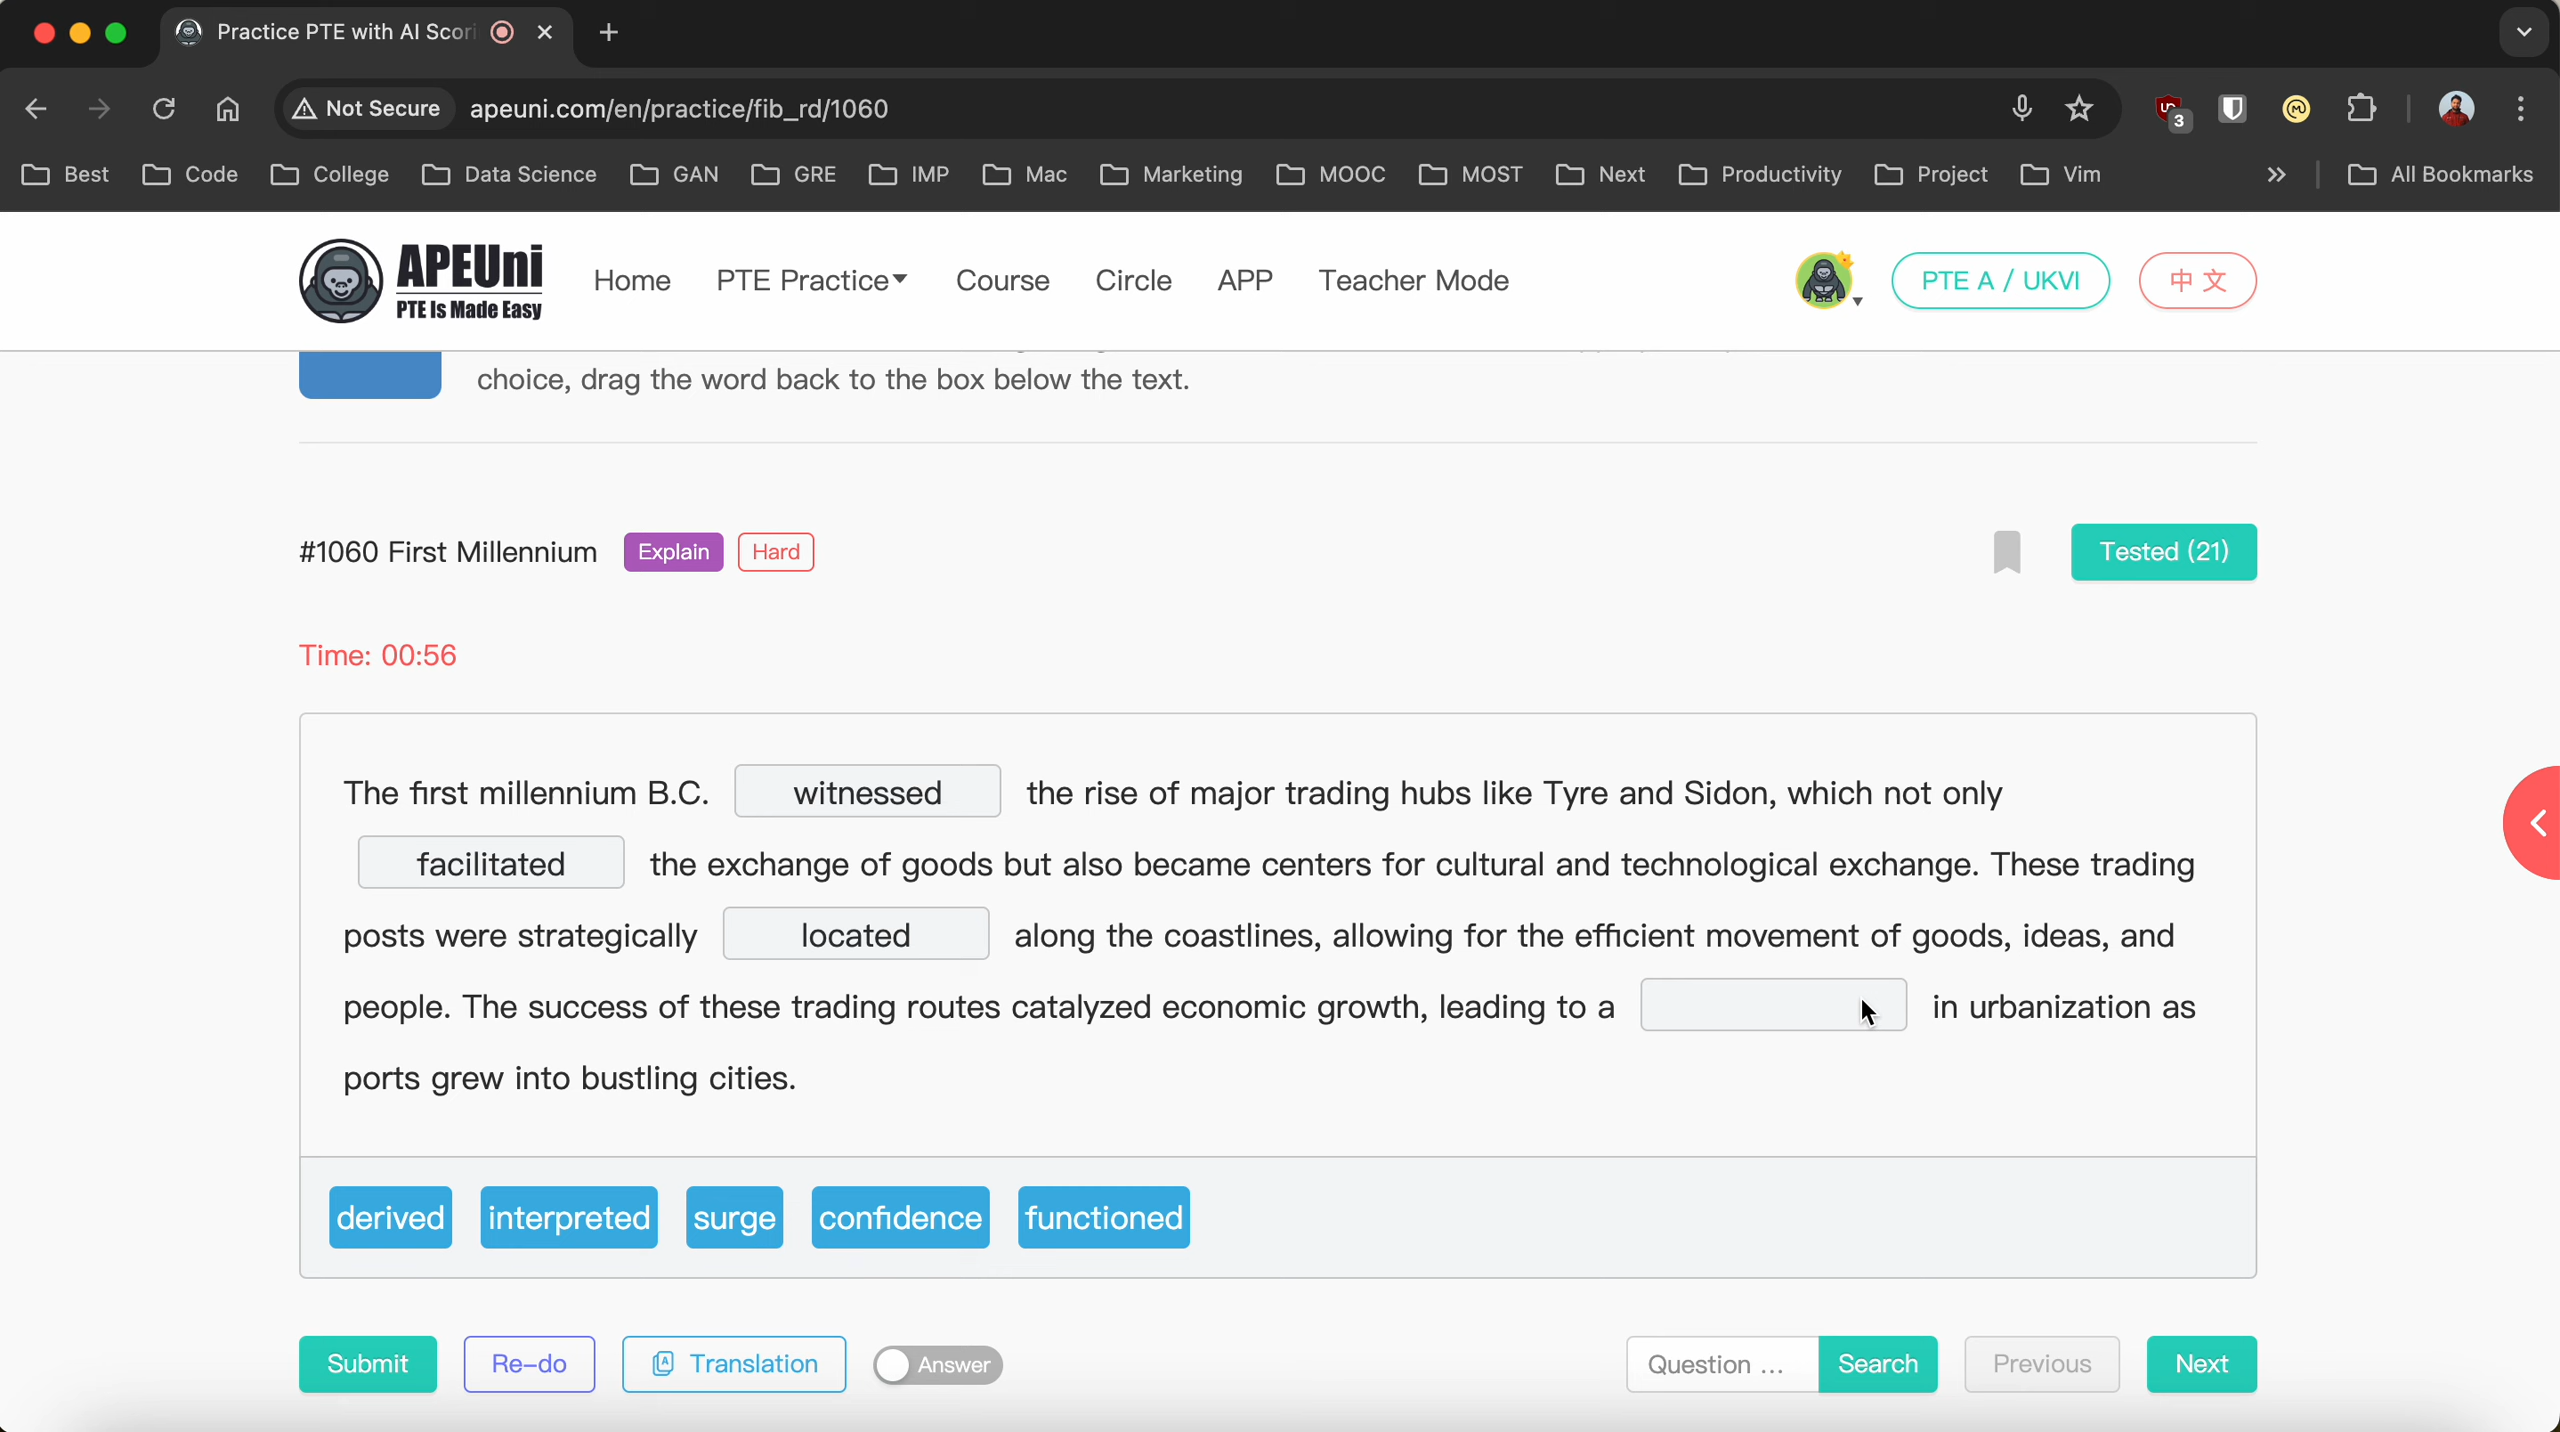 Practice PTE with AI Scori
Not Secure apeuni.com/en/practice/fib_rd/1060 3
Best Code College Data Science GAN GRE IMP Mac Marketing MOOC MOST Next Productivity Project Vim » All Bookmarks
APEUni
PTE Is Made Easy
Home PTE Practice Course Circle APP Teacher Mode PTE A / UKVI 中文
choice, drag the word back to the box below the text.
#1060 First Millennium Explain Hard Tested (21)
Time: 00:56
The first millennium B.C. witnessed the rise of major trading hubs like Tyre and Sidon, which not only
facilitated the exchange of goods but also became centers for cultural and technological exchange. These trading
posts were strategically located along the coastlines, allowing for the efficient movement of goods, ideas, and
people. The success of these trading routes catalyzed economic growth, leading to a in urbanization as
ports grew into bustling cities.
derived interpreted surge confidence functioned
Submit Re-do Translation Answer Question ... Search Previous Next